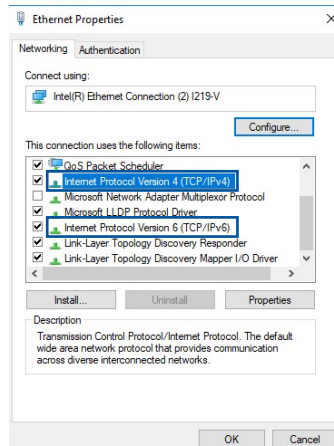 Ethernet Properties
Networking Authentication
Connect using:
Intel(R) Ethernet Connection (2) I219-V
Configure...
This connection uses the following items:
QoS Packet Scheduler
Internet Protocol Version 4 (TCP/IPv4)
Microsoft Network Adapter Multiplexor Protocol
Microsoft LLDP Protocol Driver
Internet Protocol Version 6 (TCP/IPv6)
Link-Layer Topology Discovery Responder
Link-Layer Topology Discovery Mapper I/O Driver
Install... Uninstall Properties
Description
Transmission Control Protocol/Internet Protocol. The default
wide area network protocol that provides communication
across diverse interconnected networks.
OK Cancel